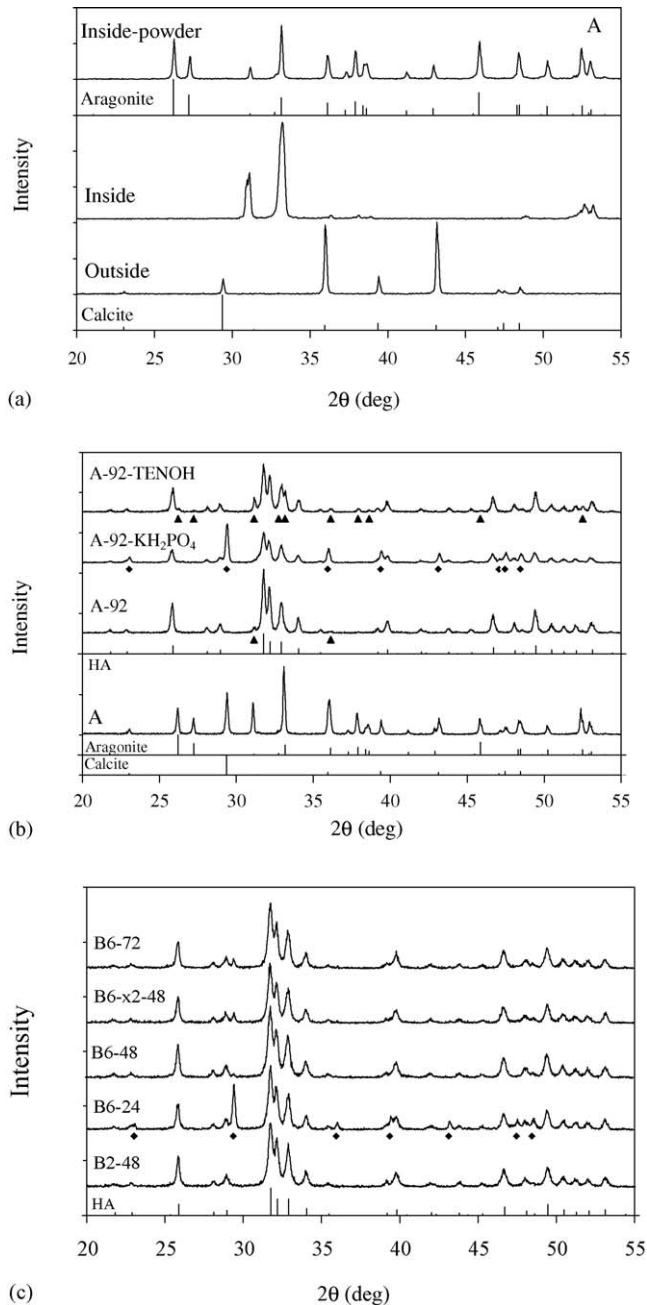 Inside-powder
A
Aragonite
Inside
Outside
Calcite
Intensity
20 25 30 35 40 45 50 55
2θ (deg)
(a)
A-92-TENOH
A-92-KH₂PO₄
A-92
HA
A
Aragonite
Calcite
Intensity
20 25 30 35 40 45 50 55
2θ (deg)
(b)
B6-72
B6-x2-48
B6-48
B6-24
B2-48
HA
Intensity
20 25 30 35 40 45 50 55
2θ (deg)
(c)